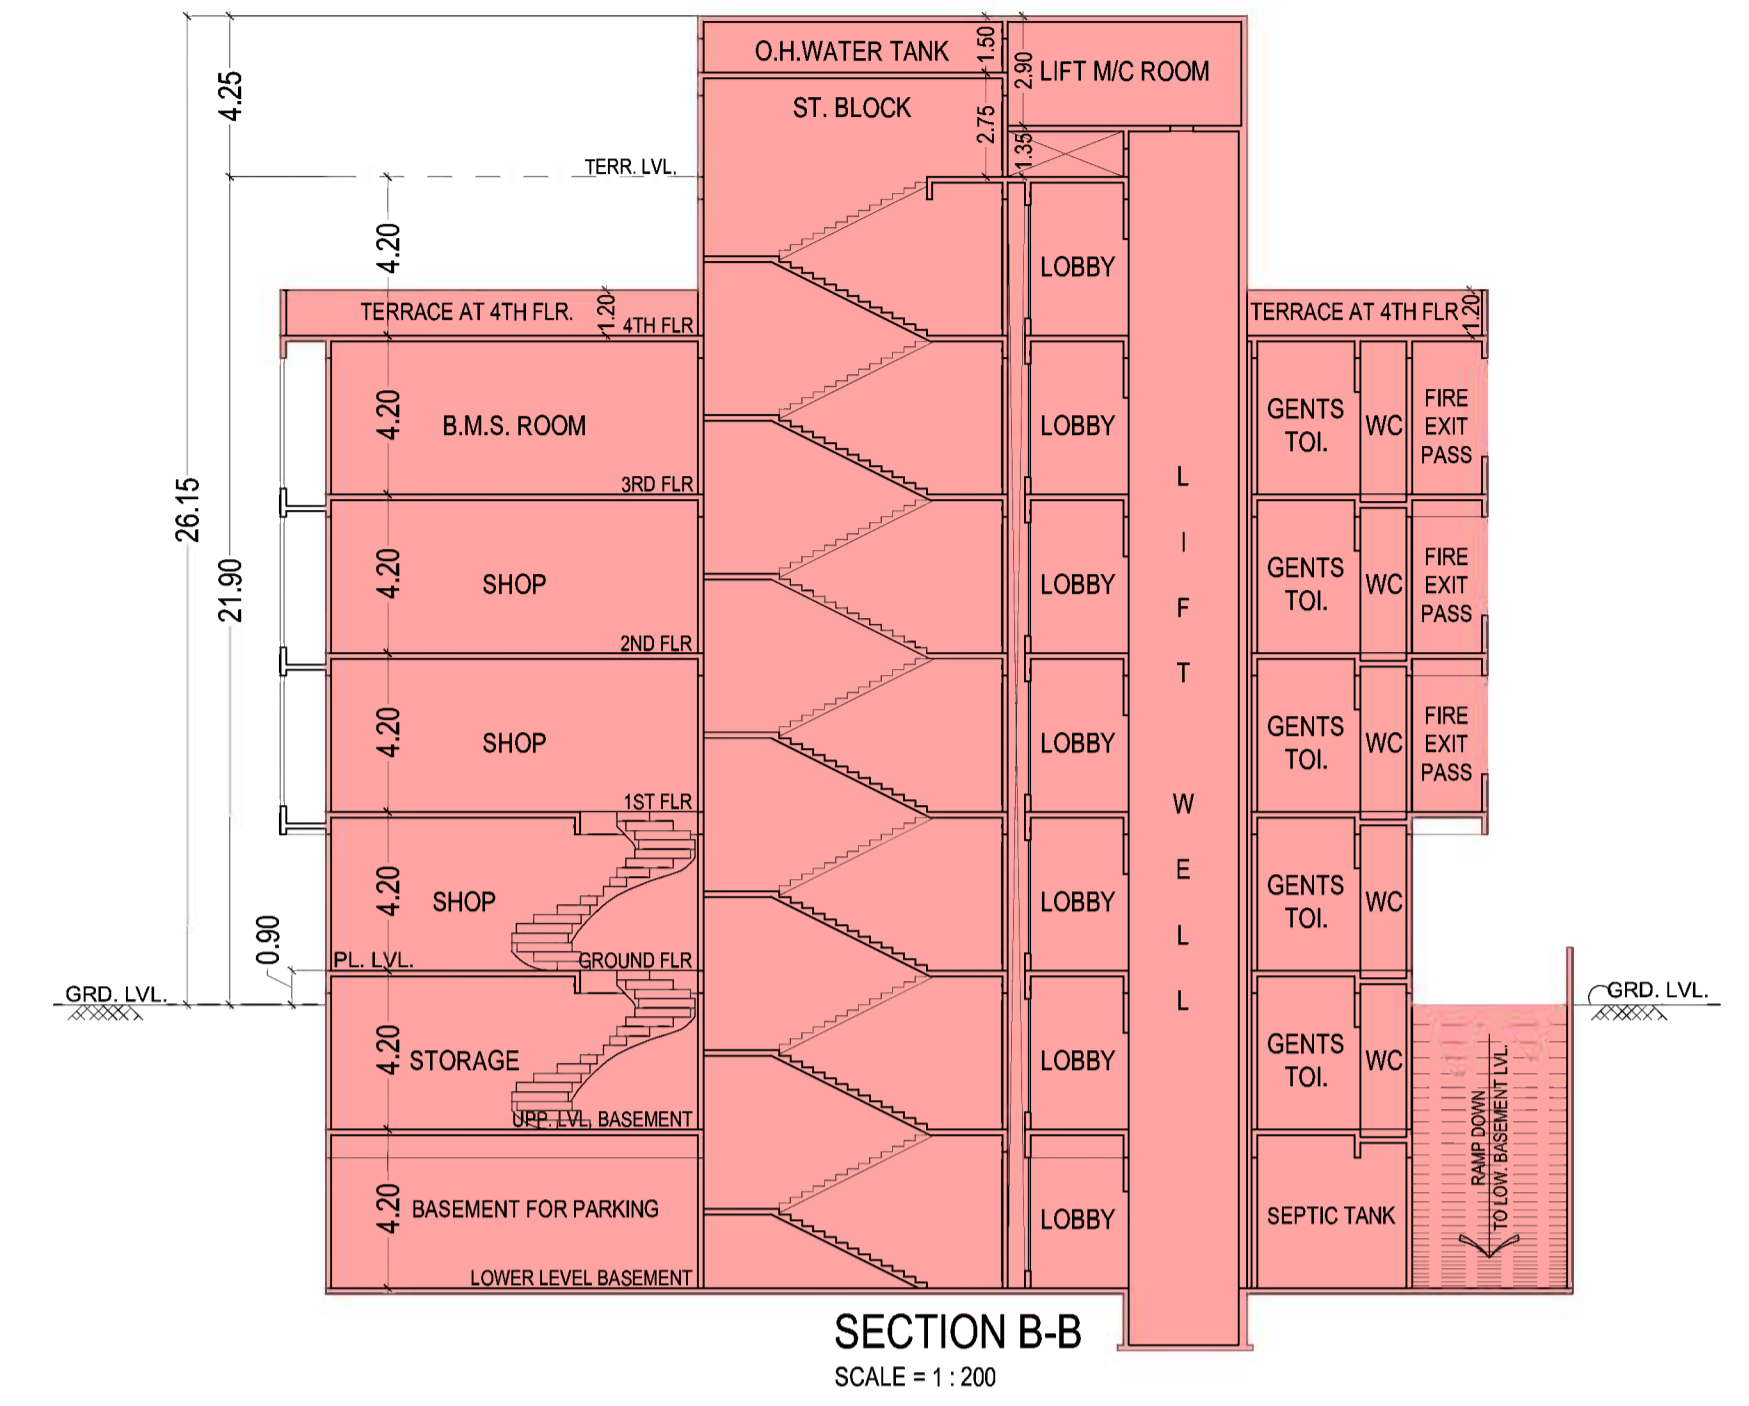 O.H.WATER TANK
1.50
2.90
LIFT M/C ROOM
4.25
ST. BLOCK
2.75
1.35
TERR. LVL.
4.20
LOBBY
TERRACE AT 4TH FLR.
1.20
4TH FLR
TERRACE AT 4TH FLR
1.20
4.20
B.M.S. ROOM
3RD FLR
LOBBY
GENTS
TOI.
WC
FIRE
EXIT
PASS
26.15
21.90
4.20
SHOP
2ND FLR
LOBBY
LIFT WELL
GENTS
TOI.
WC
FIRE
EXIT
PASS
4.20
SHOP
1ST FLR
LOBBY
GENTS
TOI.
WC
FIRE
EXIT
PASS
4.20
SHOP
0.90
PL. LVL.
GROUND FLR
LOBBY
GENTS
TOI.
WC
GRD. LVL.
GRD. LVL.
4.20
STORAGE
UPP. LVL. BASEMENT
LOBBY
GENTS
TOI.
WC
RAMP DOWN
TO LOW. BASEMENT LVL.
4.20
BASEMENT FOR PARKING
LOWER LEVEL BASEMENT
LOBBY
SEPTIC TANK
SECTION B-B
SCALE = 1 : 200